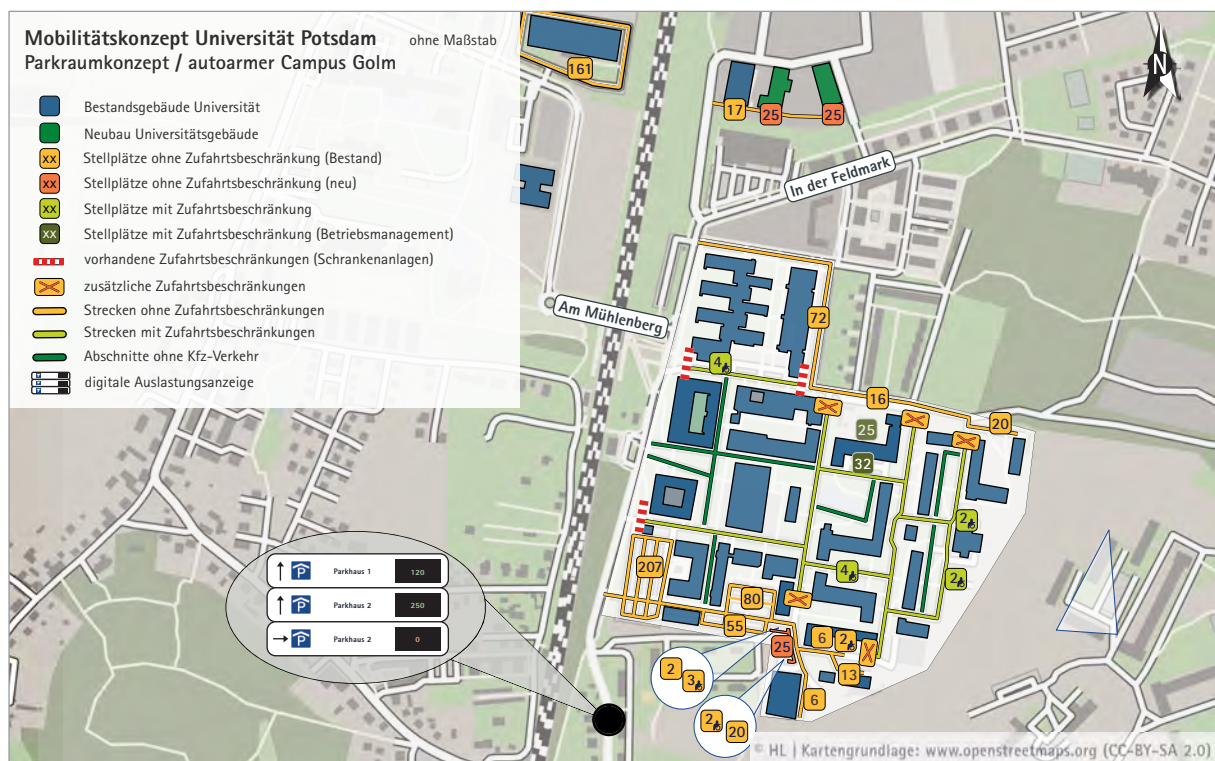 Mobilitätskonzept Universität Potsdam ohne Maßstab
Parkraumkonzept / autoarmer Campus Golm
Bestandsgebäude Universität
Neubau Universitätsgebäude
xx Stellplätze ohne Zufahrtsbeschränkung (Bestand)
xx Stellplätze ohne Zufahrtsbeschränkung (neu)
xx Stellplätze mit Zufahrtsbeschränkung
xx Stellplätze mit Zufahrtsbeschränkung (Betriebsmanagement)
vorhandene Zufahrtsbeschränkungen (Schrankenanlagen)
zusätzliche Zufahrtsbeschränkungen
Strecken ohne Zufahrtsbeschränkungen
Strecken mit Zufahrtsbeschränkungen
Abschnitte ohne Kfz-Verkehr
digitale Auslastungsanzeige
N
161
17
25
25
In der Feldmark
Am Mühlenberg
72
4
16
20
25
32
2
207
4
2
80
55
6
2
25
13
2
3
6
2
20
↑ P Parkhaus 1 120
↑ P Parkhaus 2 250
→ P Parkhaus 2 0
© HL | Kartengrundlage: www.openstreetmaps.org (CC-BY-SA 2.0)